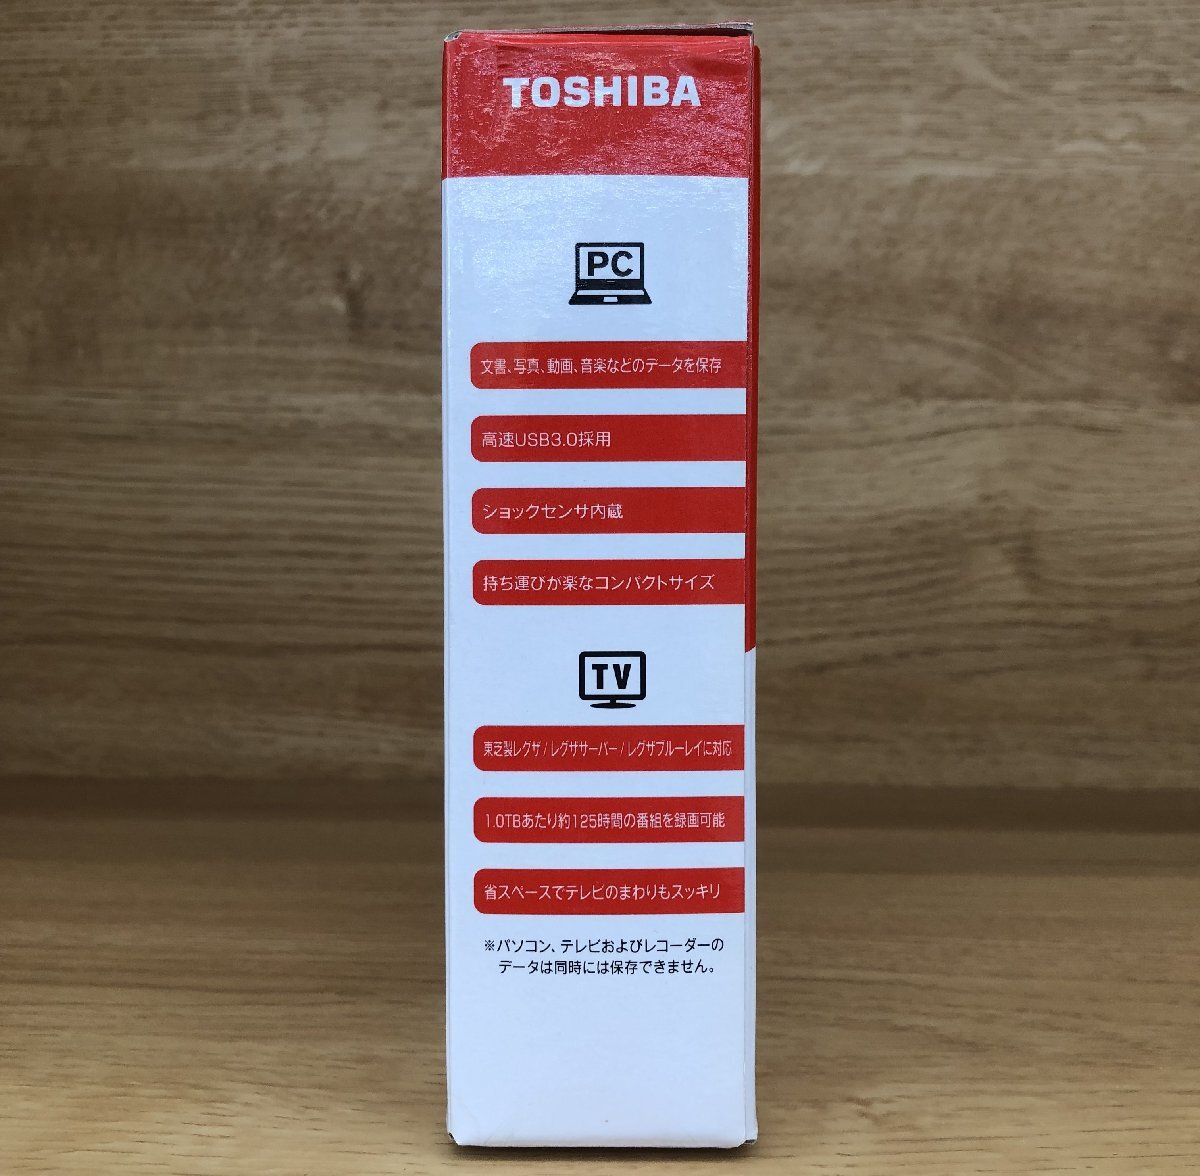 TOSHIBA
PC
文書、写真、動画、音楽などのデータを保存
高速USB3.0採用
ショックセンサ内蔵
持ち運びが楽なコンパクトサイズ
TV
東芝製レグザ/レグザサーバー/レグザブルーレイに対応
1.0TBあたり約125時間の番組を録画可能
省スペースでテレビのまわりもスッキリ
※パソコン、テレビおよびレコーダーの
データは同時には保存できません。